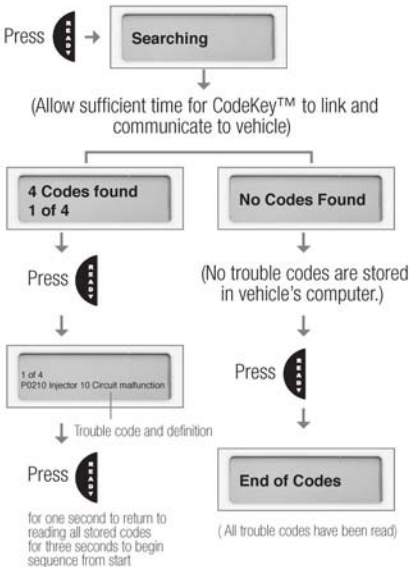 Press READY
Searching
(Allow sufficient time for CodeKey™ to link and
communicate to vehicle)
4 Codes found
1 of 4
Press READY
1 of 4
P0210 Injector 10 Circuit malfunction
Trouble code and definition
Press READY
for one second to return to
reading all stored codes
for three seconds to begin
sequence from start
No Codes Found
(No trouble codes are stored
in vehicle's computer.)
Press READY
End of Codes
( All trouble codes have been read)